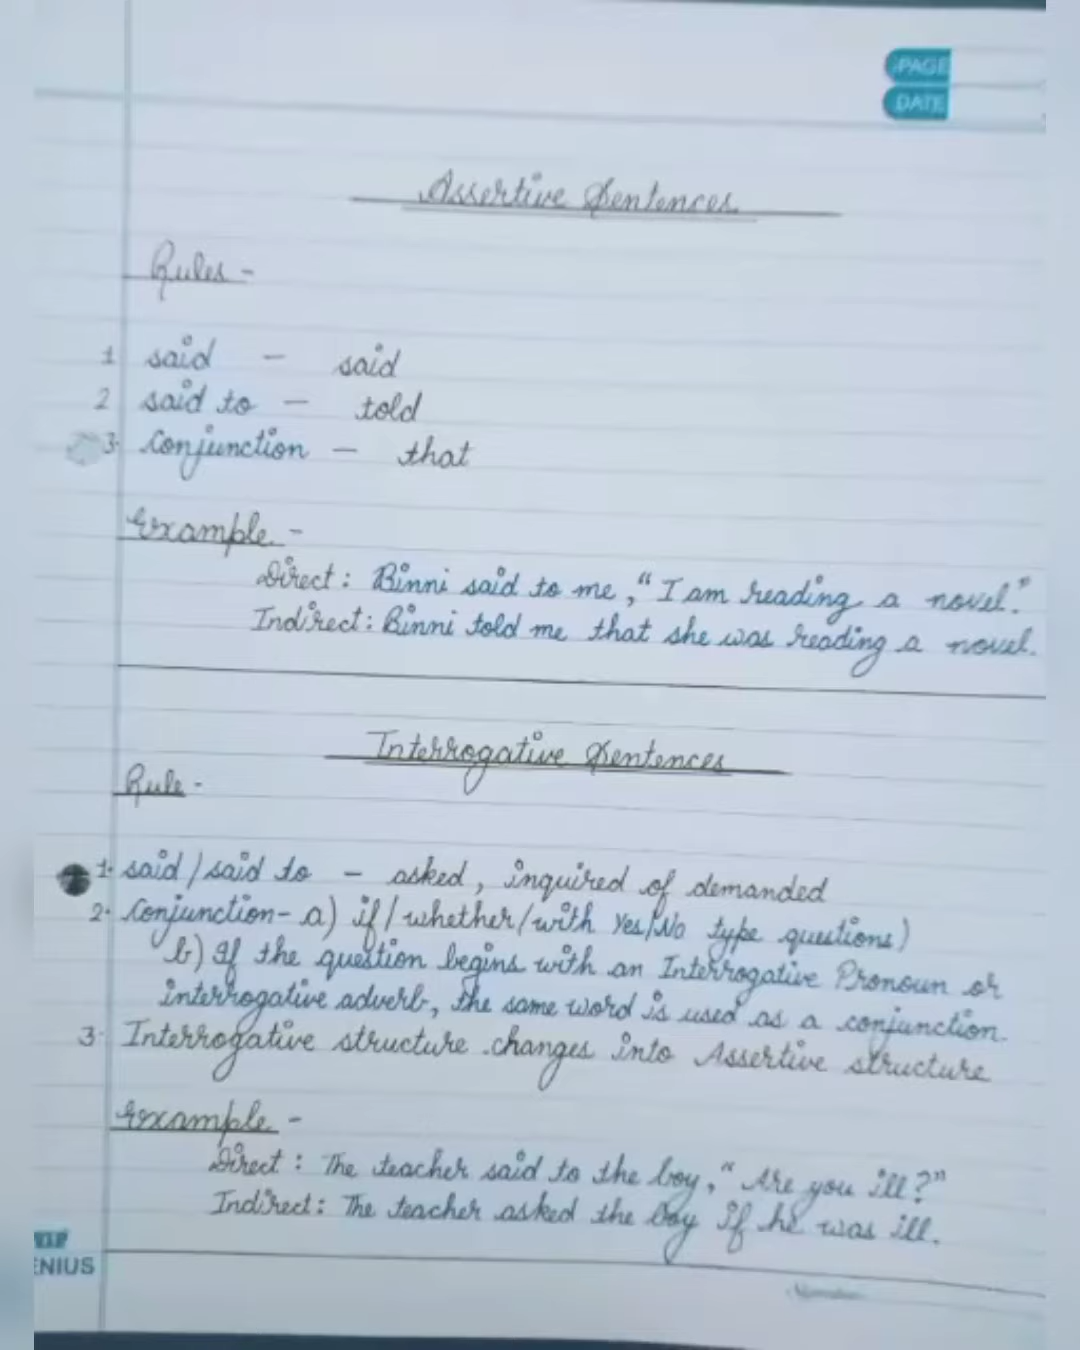 PAGE
DATE
Assertive Sentences
Rules -
1 said - said
2 said to - told
3. Conjunction - that
Example -
Direct : Binni said to me, "I am reading a novel."
Indirect : Binni told me that she was reading a novel.
Interrogative Sentences
Rule -
1. said / said to - asked, inquired of demanded
2. Conjunction - a) if / whether / with Yes/No type questions)
b) If the question begins with an Interrogative Pronoun or
interrogative adverb, the same word is used as a conjunction.
3. Interrogative structure changes into Assertive structure
Example -
Direct : The teacher said to the boy, "Are you ill?"
Indirect : The teacher asked the boy if he was ill.
ENIUS